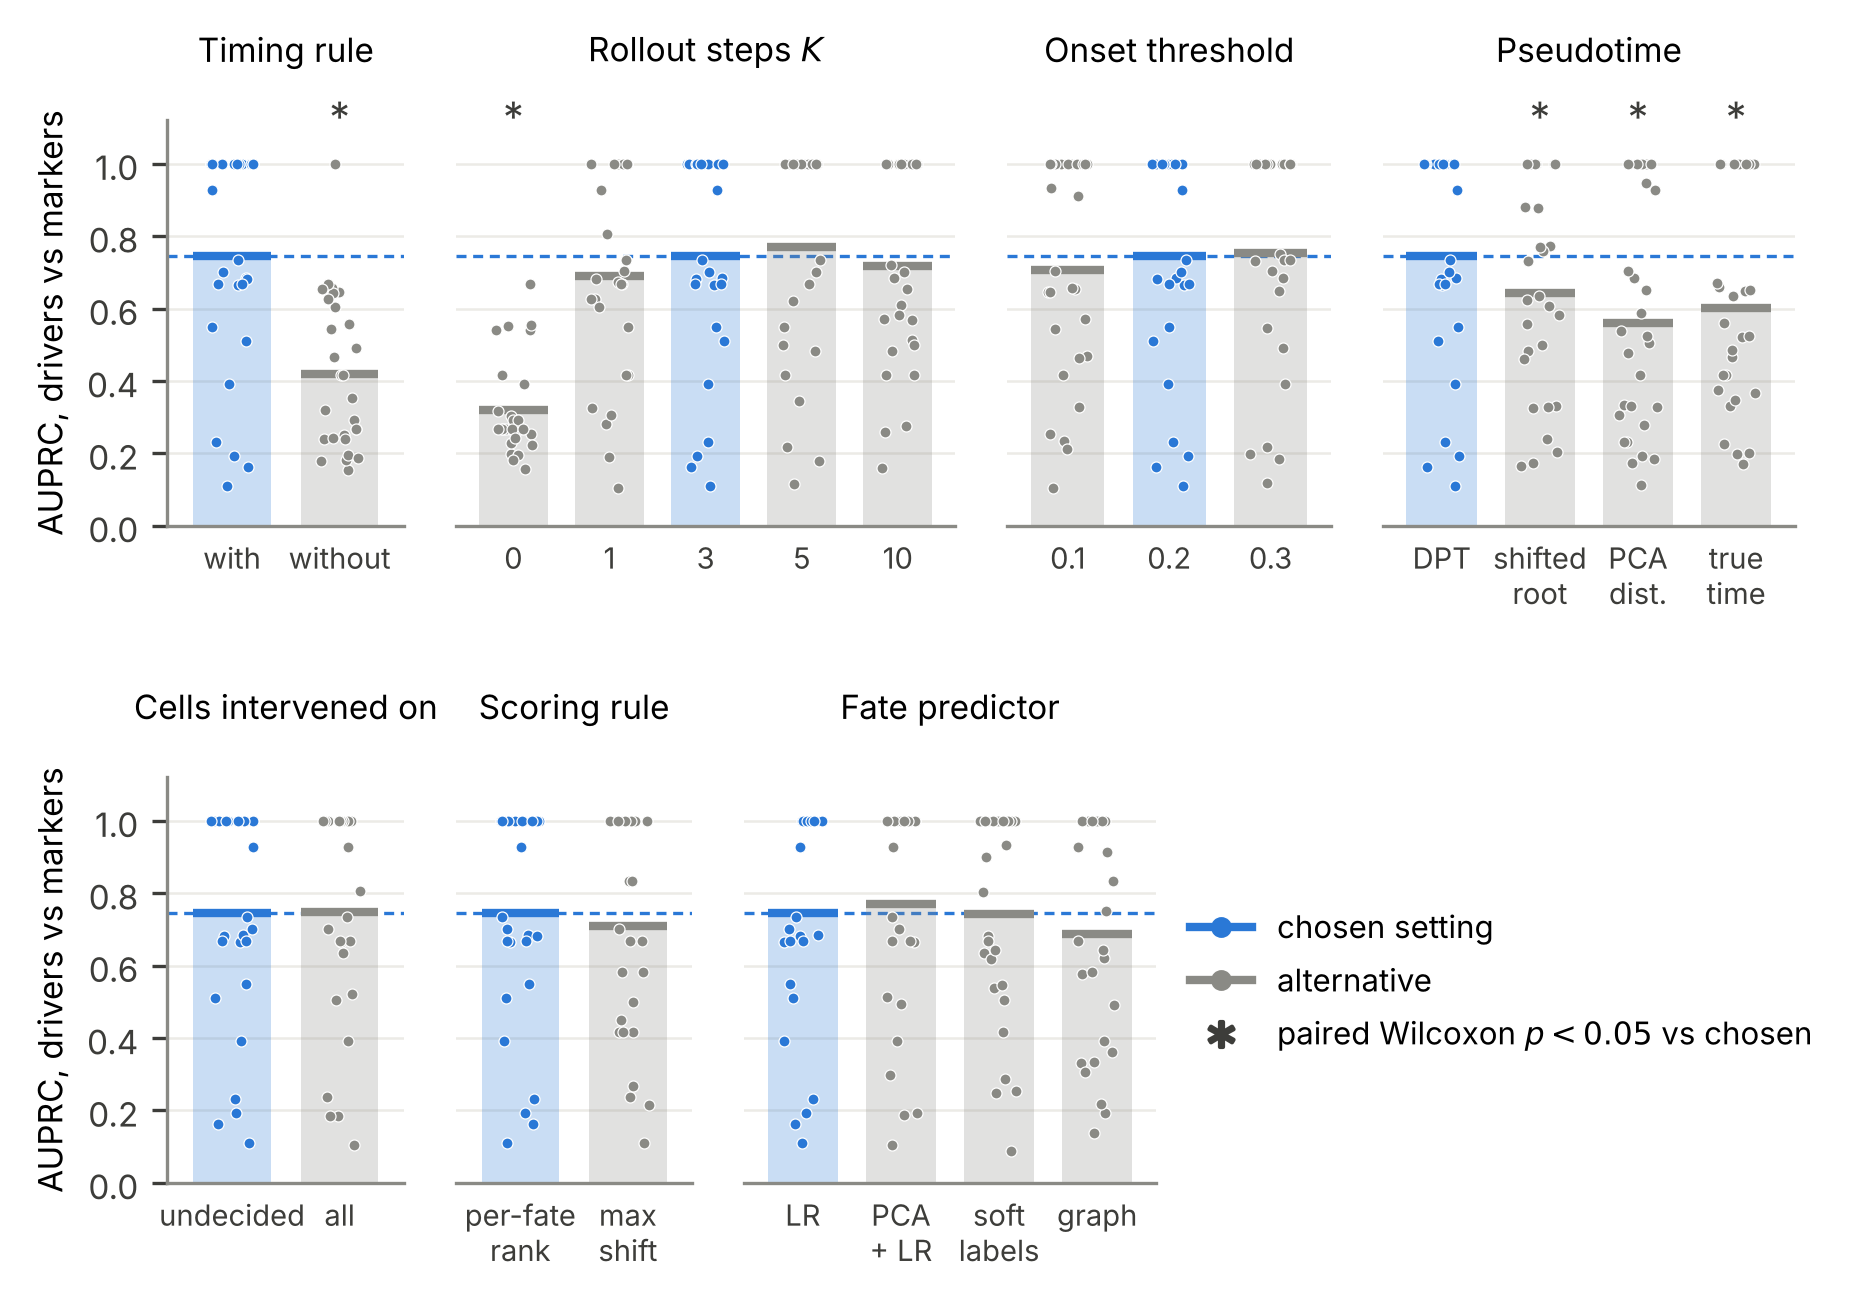 Timing rule
Rollout steps K
Onset threshold
Pseudotime
* * * * *
AUPRC, drivers vs markers
1.0
0.8
0.6
0.4
0.2
0.0
with without
0 1 3 5 10
0.1 0.2 0.3
DPT shifted root PCA dist. true time
Cells intervened on
Scoring rule
Fate predictor
AUPRC, drivers vs markers
1.0
0.8
0.6
0.4
0.2
0.0
undecided all
per-fate rank max shift
LR PCA + LR soft labels graph
chosen setting
alternative
* paired Wilcoxon p < 0.05 vs chosen